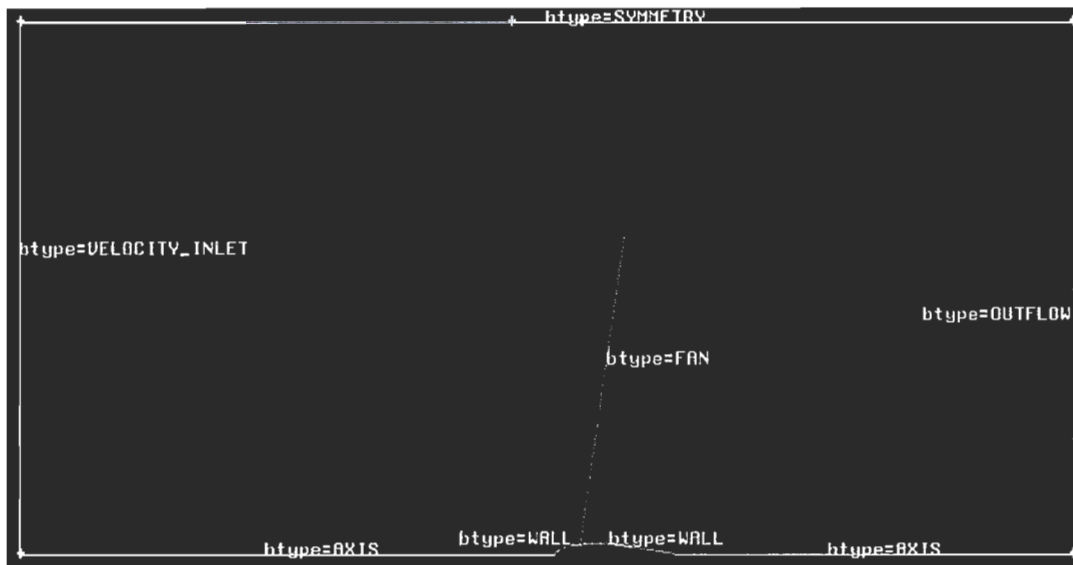 btype=SYMMETRY
btype=VELOCITY_INLET
btype=OUTFLOW
btype=FAN
btype=WALL btype=WALL
btype=AXIS btype=AXIS